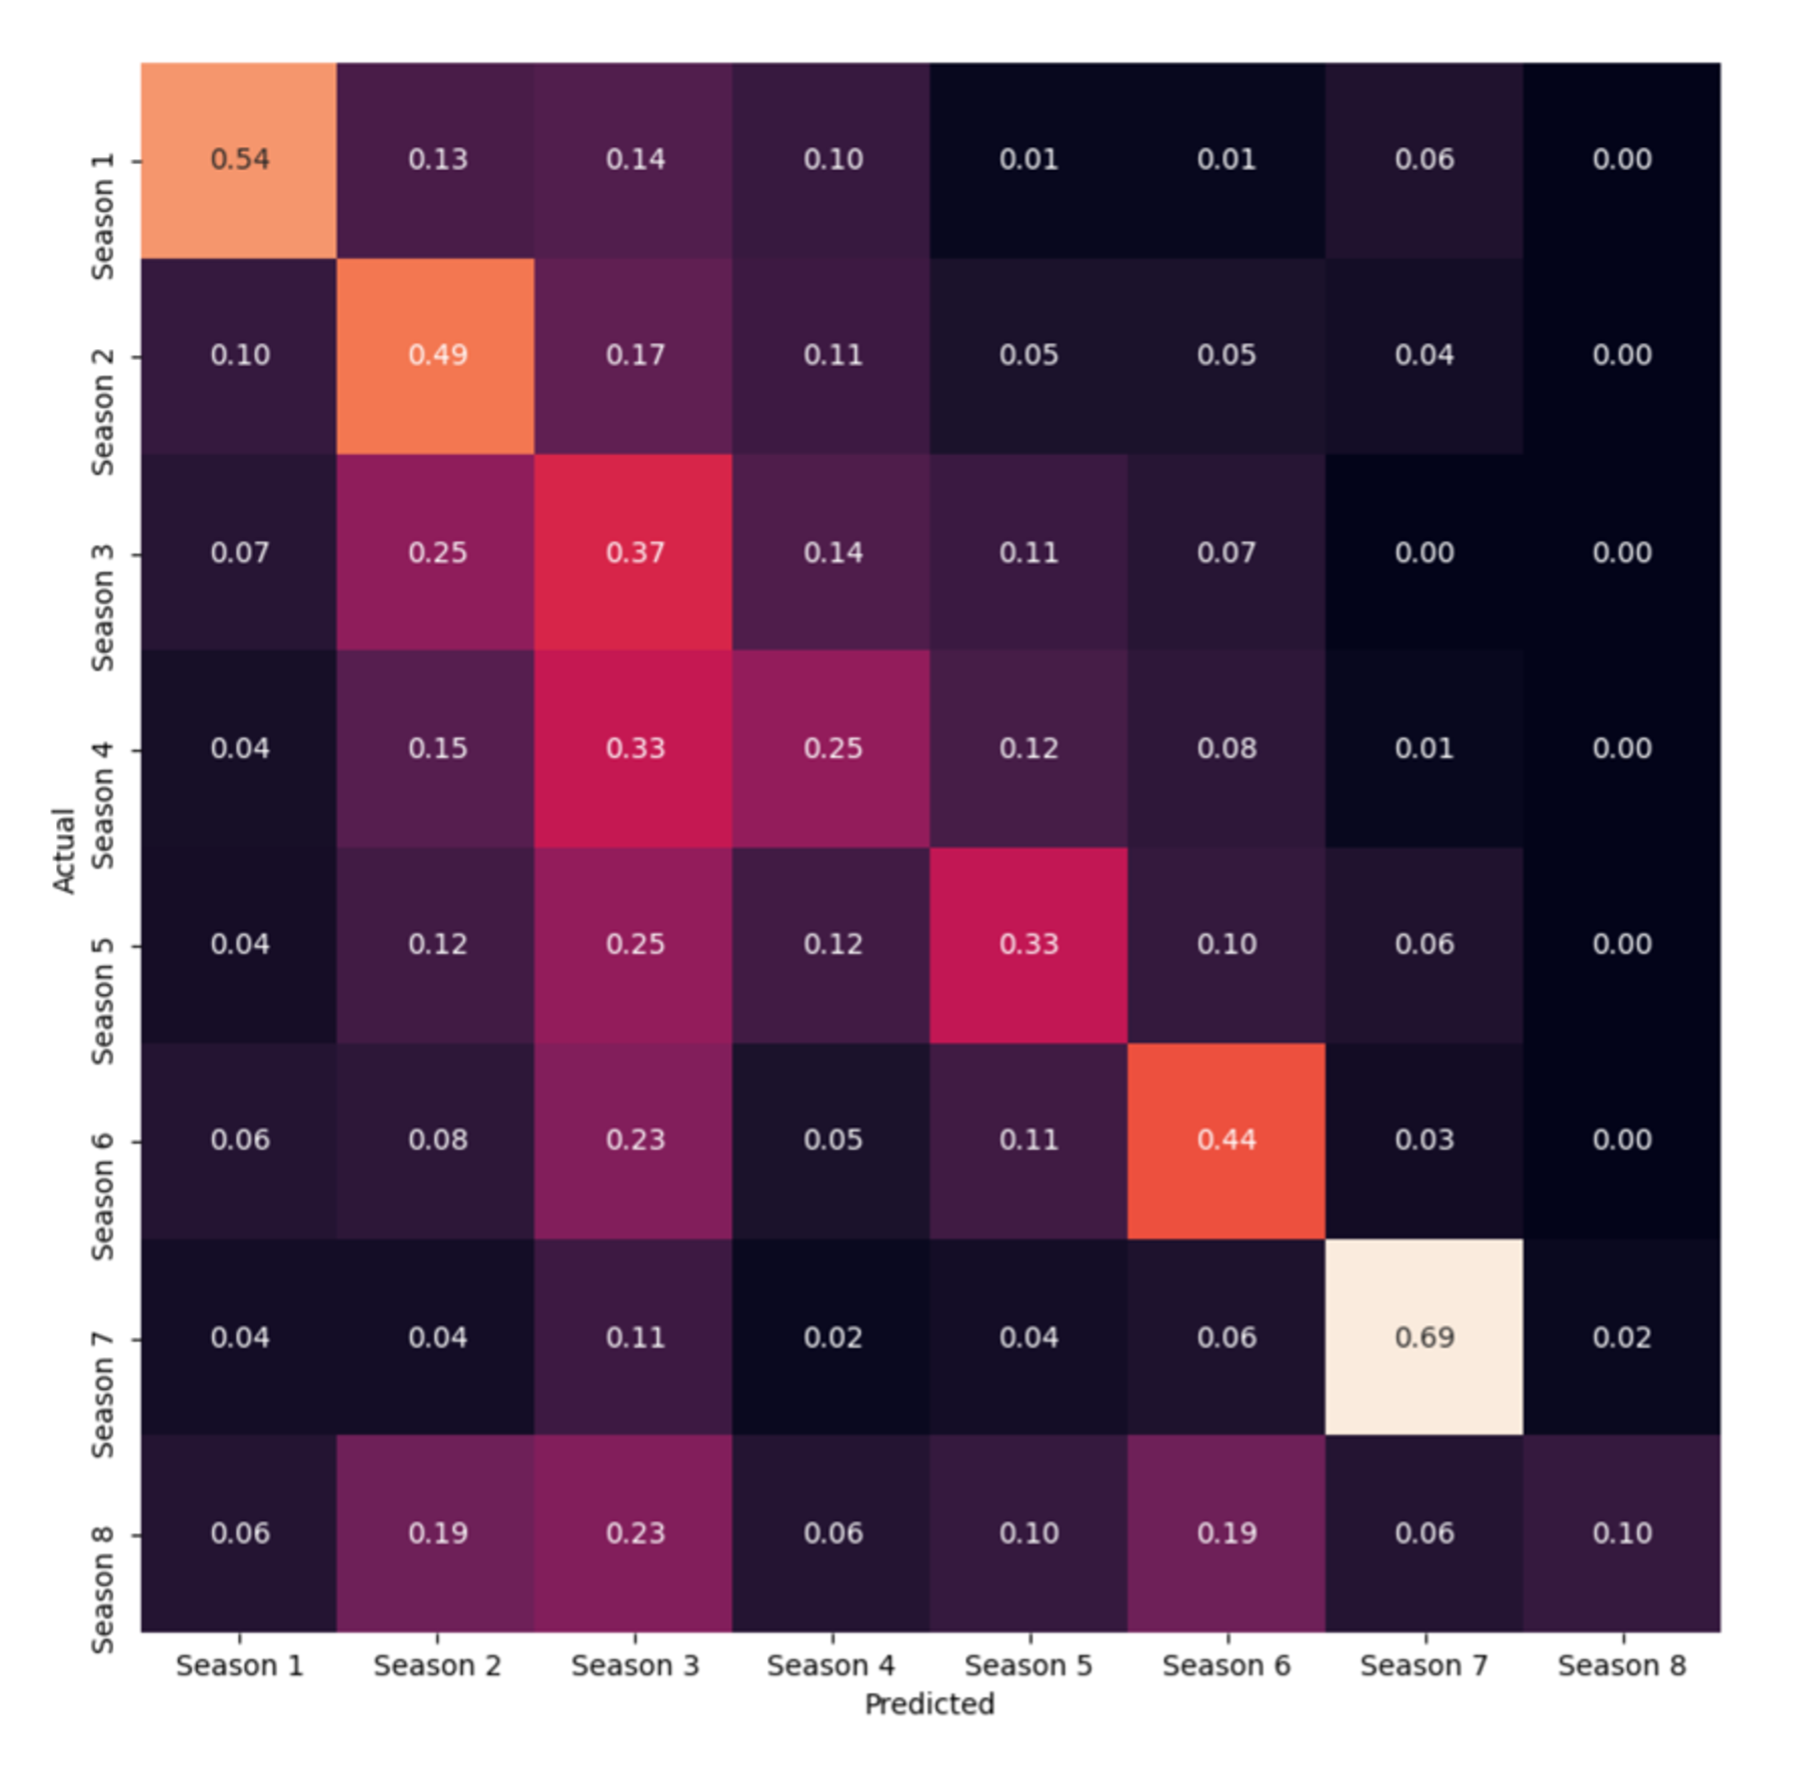 Actual
Season 1 0.54 0.13 0.14 0.10 0.01 0.01 0.06 0.00
Season 2 0.10 0.49 0.17 0.11 0.05 0.05 0.04 0.00
Season 3 0.07 0.25 0.37 0.14 0.11 0.07 0.00 0.00
Season 4 0.04 0.15 0.33 0.25 0.12 0.08 0.01 0.00
Season 5 0.04 0.12 0.25 0.12 0.33 0.10 0.06 0.00
Season 6 0.06 0.08 0.23 0.05 0.11 0.44 0.03 0.00
Season 7 0.04 0.04 0.11 0.02 0.04 0.06 0.69 0.02
Season 8 0.06 0.19 0.23 0.06 0.10 0.19 0.06 0.10
Season 1 Season 2 Season 3 Season 4 Season 5 Season 6 Season 7 Season 8
Predicted